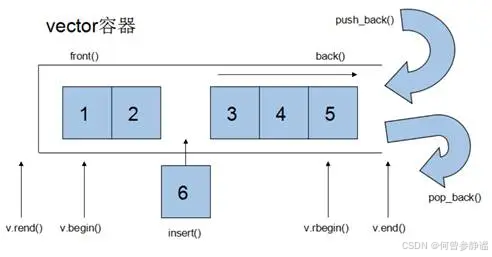 vector容器
push_back()
front()
back()
1 2 3 4 5
6
pop_back()
v.rend() v.begin() insert() v.rbegin() v.end()
CSDN @何曾参静谧